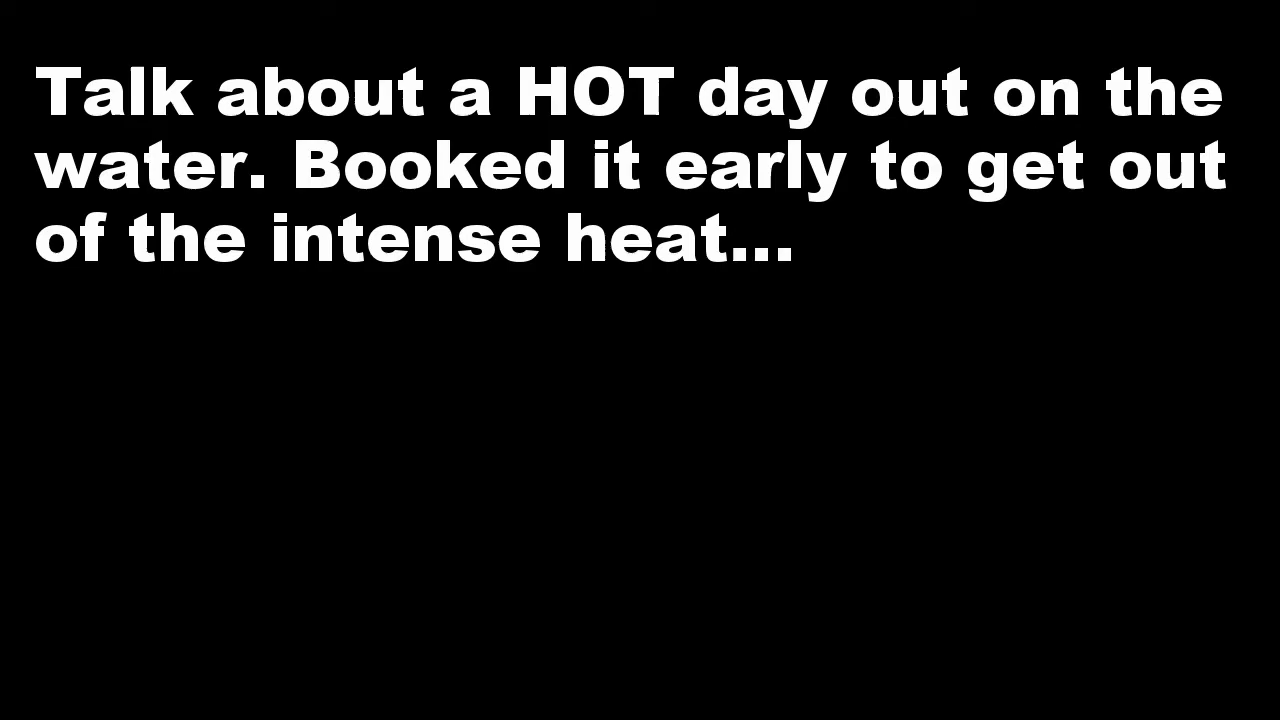 Talk about a HOT day out on the
water. Booked it early to get out
of the intense heat...